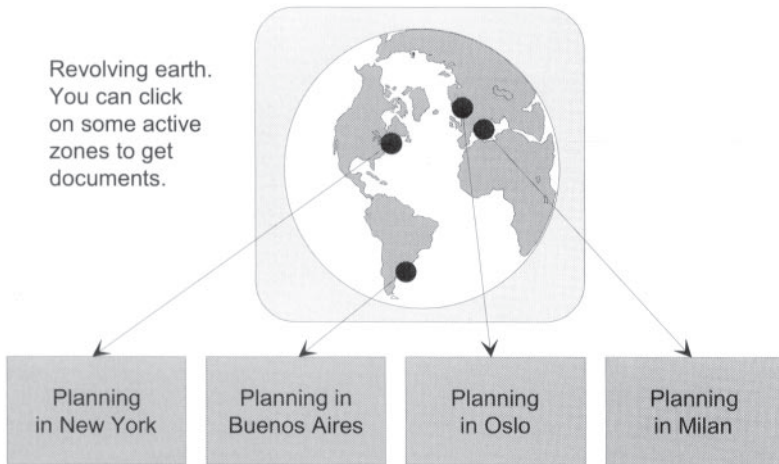 Revolving earth.
You can click
on some active
zones to get
documents.
Planning
in New York
Planning in
Buenos Aires
Planning
in Oslo
Planning
in Milan